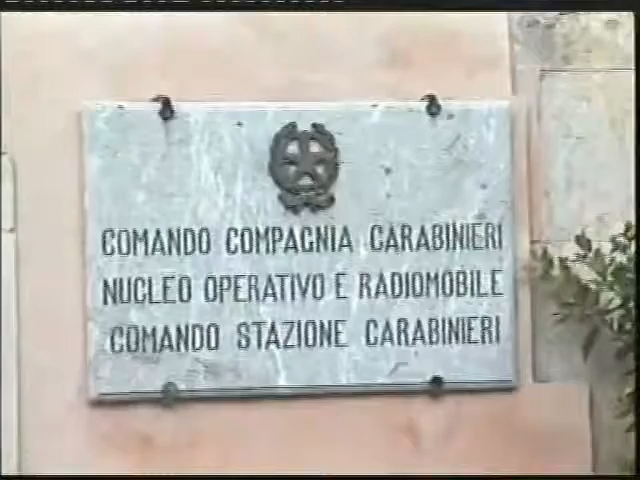 COMANDO COMPAGNIA CARABINIERI
NUCLEO OPERATIVO E RADIOMOBILE
COMANDO STAZIONE CARABINIERI